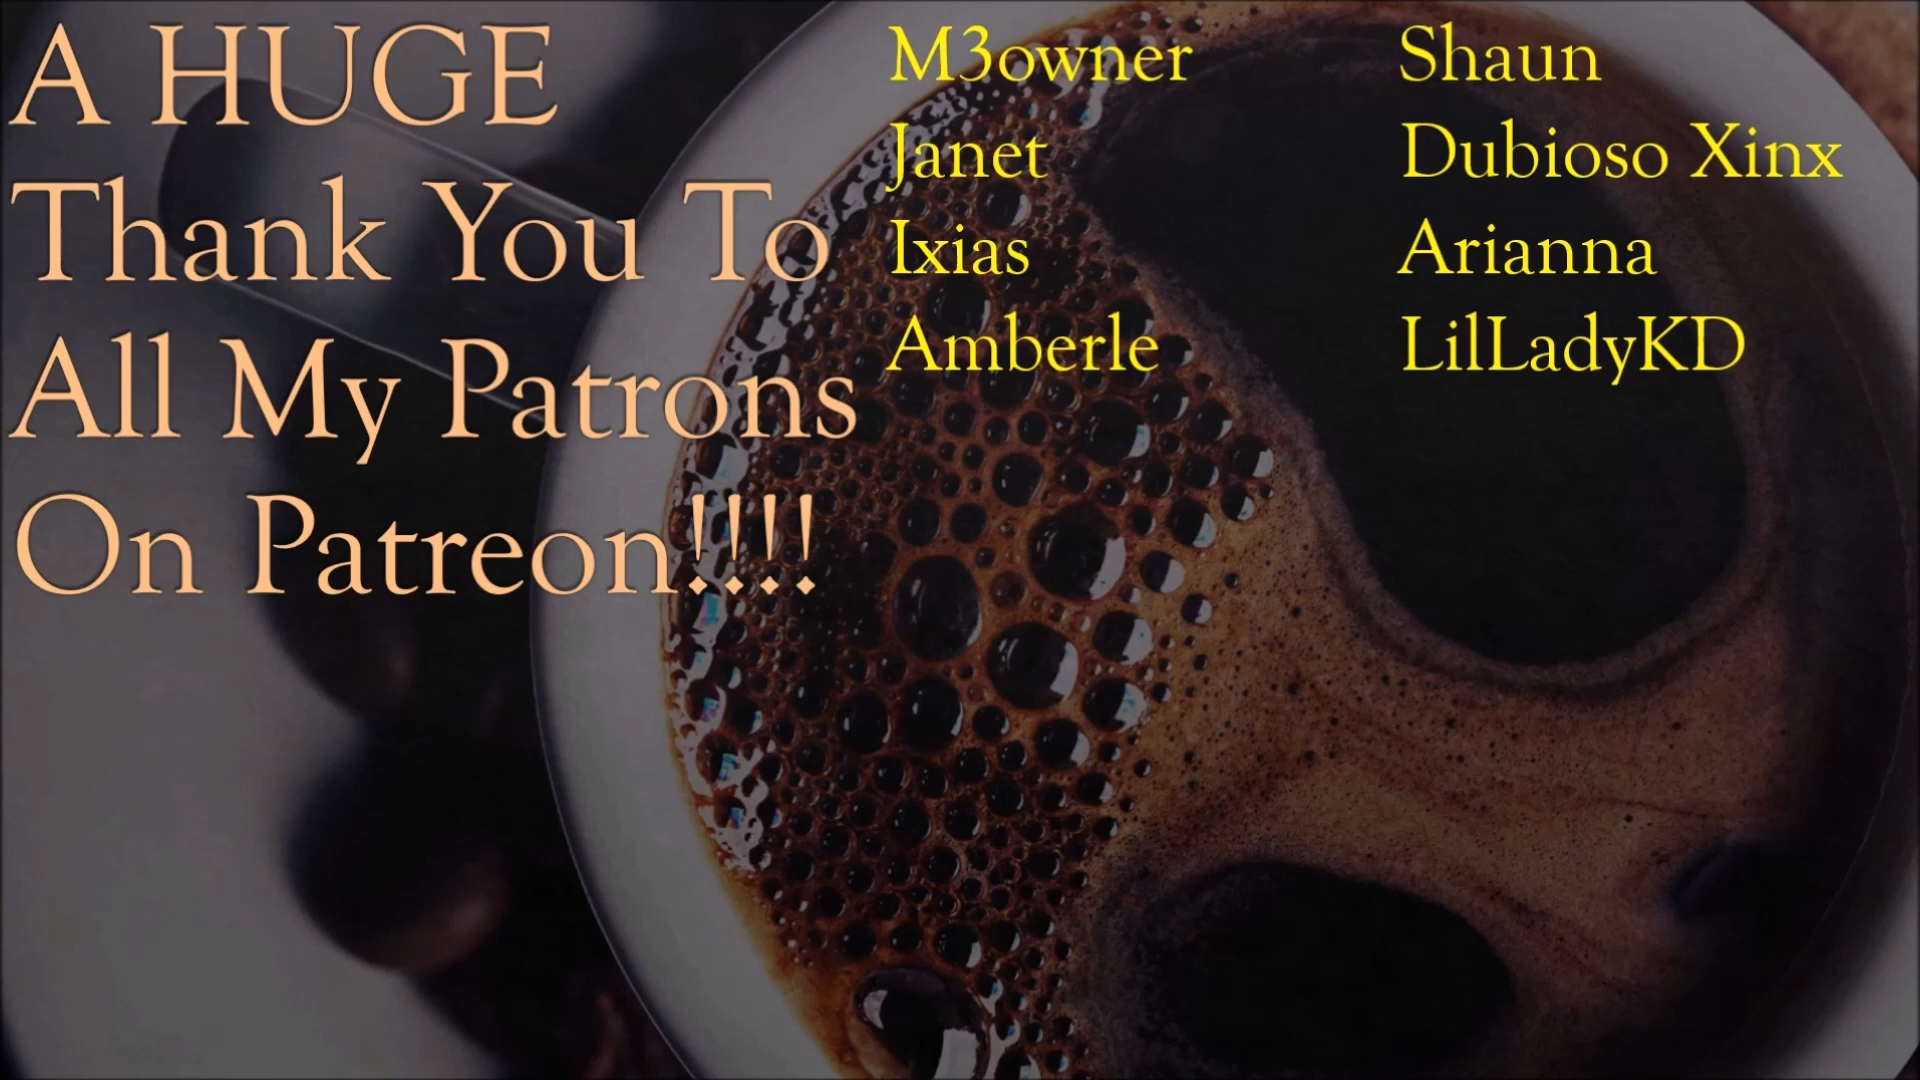 A HUGE
Thank You To
All My Patrons
On Patreon!!!!
M3owner
Janet
Ixias
Amberle
Shaun
Dubioso Xinx
Arianna
LilLadyKD